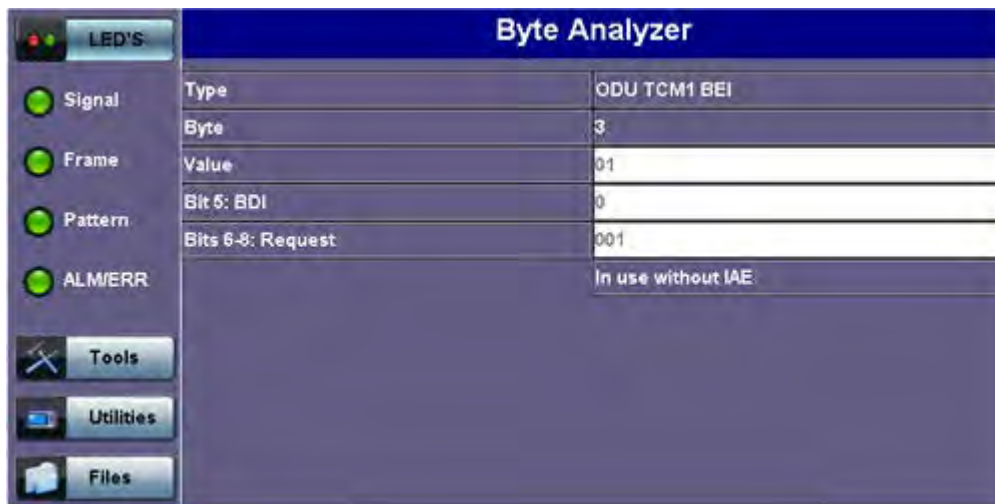 LED'S
Byte Analyzer
Signal
Frame
Pattern
ALM/ERR
Tools
Utilities
Files
Type ODU TCM1 BEI
Byte 3
Value 01
Bit 5: BDI 0
Bits 6-8: Request 001
In use without IAE